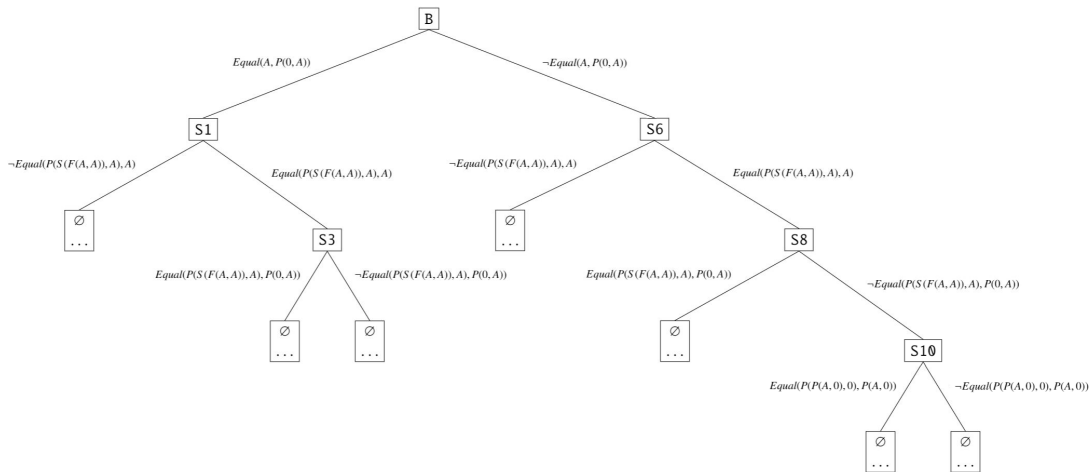 B
Equal(A, P(0, A))
¬Equal(A, P(0, A))
S1
S6
¬Equal(P(S(F(A, A)), A), A)
Equal(P(S(F(A, A)), A), A)
¬Equal(P(S(F(A, A)), A), A)
Equal(P(S(F(A, A)), A), A)
∅
...
S3
∅
...
S8
Equal(P(S(F(A, A)), A), P(0, A))
¬Equal(P(S(F(A, A)), A), P(0, A))
Equal(P(S(F(A, A)), A), P(0, A))
¬Equal(P(S(F(A, A)), A), P(0, A))
∅
...
∅
...
∅
...
S10
Equal(P(P(A, 0), 0), P(A, 0))
¬Equal(P(P(A, 0), 0), P(A, 0))
∅
...
∅
...